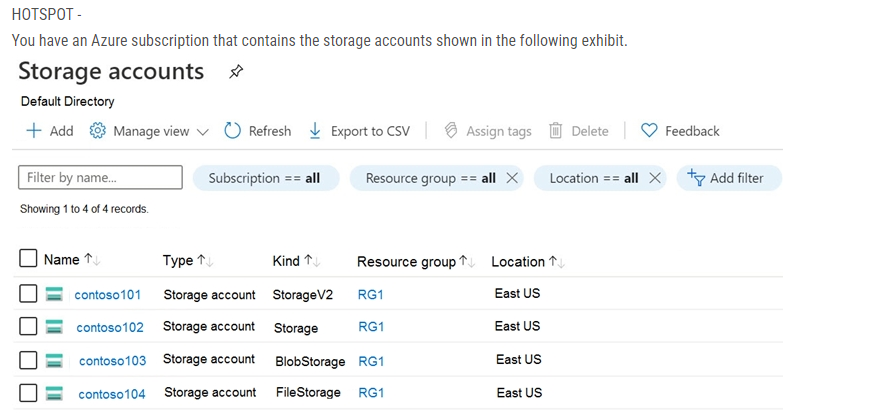 HOTSPOT -
You have an Azure subscription that contains the storage accounts shown in the following exhibit.
Storage accounts
Default Directory
Add Manage view Refresh Export to CSV Assign tags Delete Feedback
Filter by name... Subscription == all Resource group == all Location == all Add filter
Showing 1 to 4 of 4 records.
Name Type Kind Resource group Location
contoso101 Storage account StorageV2 RG1 East US
contoso102 Storage account Storage RG1 East US
contoso103 Storage account BlobStorage RG1 East US
contoso104 Storage account FileStorage RG1 East US